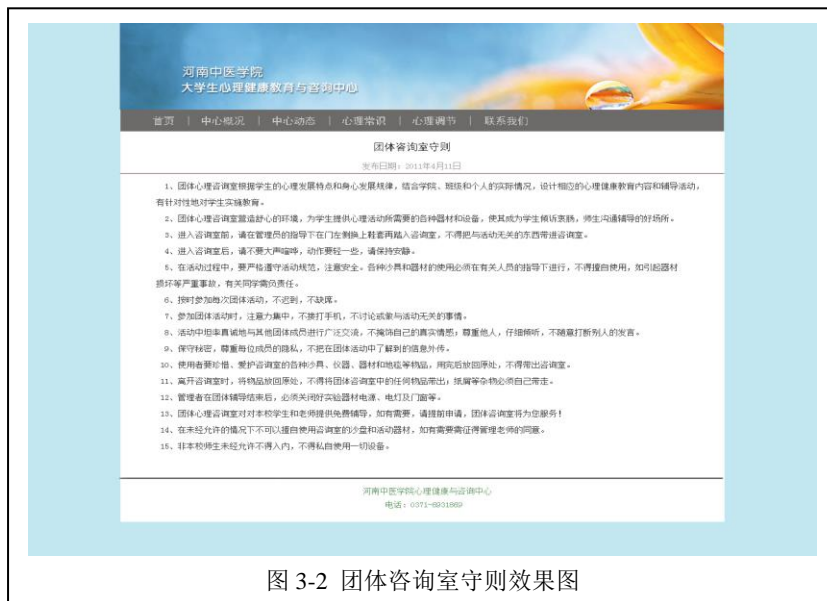 河南中医学院
大学生心理健康教育与咨询中心
首页 | 中心概况 | 中心动态 | 心理常识 | 心理调节 | 联系我们
团体咨询室守则
发布日期：2011年4月11日
1、团体心理咨询室根据学生的心理发展特点和身心发展规律，结合学院、班级和个人的实际情况，设计相应的心理健康教育内容和辅导活动，
有针对性地对学生实施教育。
2、团体心理咨询室营造舒心的环境，为学生提供心理活动所需要的各种器材和设备，使其成为学生倾诉衷肠，师生沟通辅导的好场所。
3、进入咨询室前，请在管理员的指导下在门左侧换上鞋套再踏入咨询室，不得把与活动无关的东西带进咨询室。
4、进入咨询室后，请不要大声喧哗，动作要轻一些，请保持安静。
5、在活动过程中，要严格遵守活动规范，注意安全。各种沙具和器材的使用必须在有关人员的指导下进行，不得擅自使用，如引起器材
损坏等严重事故，有关同学需负责任。
6、按时参加每次团体活动，不迟到，不缺席。
7、参加团体活动时，注意力集中，不接打手机，不讨论或象与活动无关的事情。
8、活动中坦率真诚地与其他团体成员进行广泛交流，不掩饰自己的真实情感；尊重他人，仔细倾听，不随意打断别人的发言。
9、保守秘密，尊重每位成员的隐私，不把在团体活动中了解到的信息外传。
10、使用者要珍惜、爱护咨询室的各种沙具、仪器、器材和地毯等物品，用完后放回原处，不得带出咨询室。
11、离开咨询室时，将物品放回原处，不得将团体咨询室中的任何物品带出；纸屑等杂物必须自己带走。
12、管理者在团体辅导结束后，必须关闭好实验器材电源、电灯及门窗等。
13、团体心理咨询室对对本校学生和老师提供免费辅导，如有需要，请提前申请，团体咨询室将为您服务！
14、在未经允许的情况下不可以擅自使用咨询室的沙盘和活动器材，如有需要需征得管理老师的同意。
15、非本校师生未经允许不得入内，不得私自使用一切设备。
河南中医学院心理健康与咨询中心
电话：0371-6931869
图 3-2 团体咨询室守则效果图